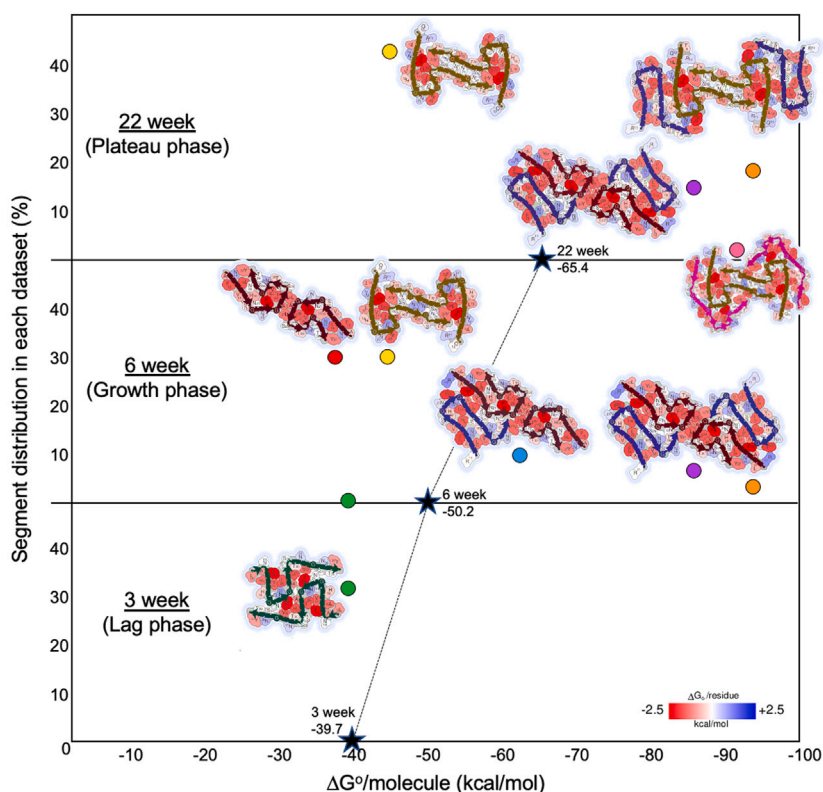 Segment distribution in each dataset (%)
40
30
20
10
22 week
(Plateau phase)
22 week
-65.4
40
30
20
10
6 week
(Growth phase)
6 week
-50.2
40
30
20
10
0
3 week
(Lag phase)
3 week
-39.7
ΔG₀/residue
-2.5 +2.5
kcal/mol
-10 -20 -30 -40 -50 -60 -70 -80 -90 -100
ΔGº/molecule (kcal/mol)